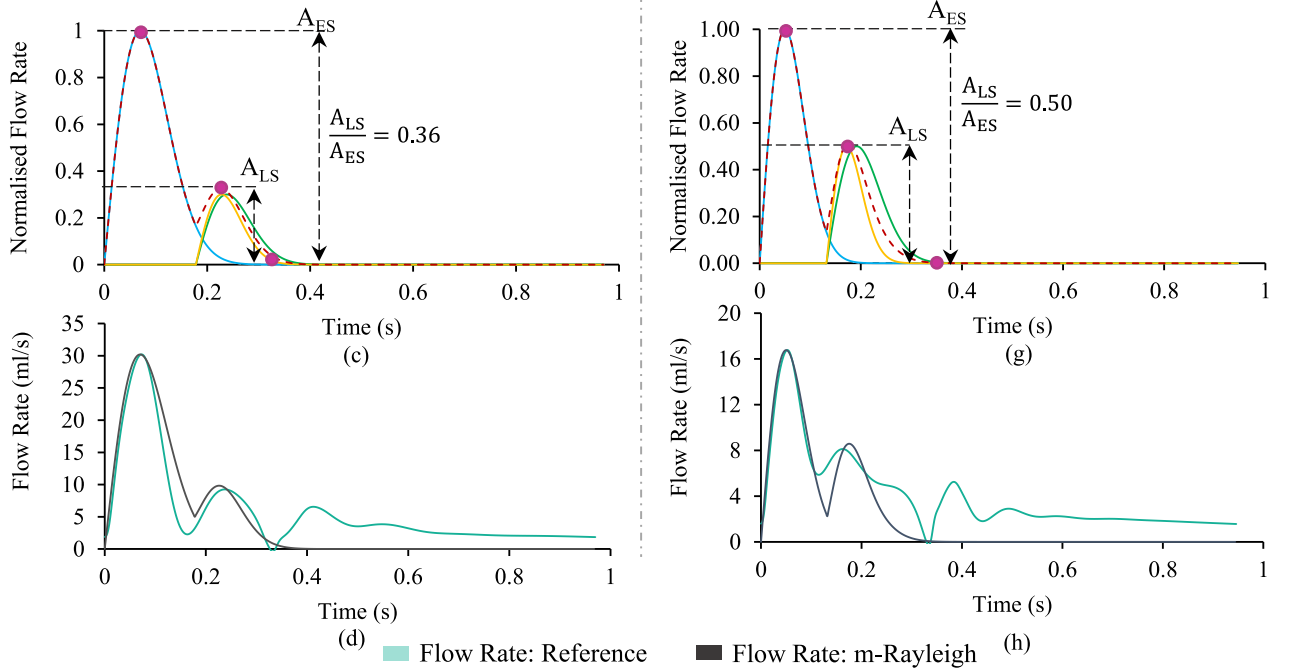 A_ES
1
0.8
0.6
0.4
0.2
0
Normalised Flow Rate
A_LS/A_ES = 0.36
A_LS
0 0.2 0.4 0.6 0.8 1
Time (s)
(c)
35
30
25
20
15
10
5
0
Flow Rate (ml/s)
0 0.2 0.4 0.6 0.8 1
Time (s)
(d)
A_ES
1.00
0.80
0.60
0.40
0.20
0.00
Normalised Flow Rate
A_LS/A_ES = 0.50
A_LS
0 0.2 0.4 0.6 0.8 1
Time (s)
(g)
20
16
12
8
4
0
Flow Rate (ml/s)
0 0.2 0.4 0.6 0.8 1
Time (s)
(h)
Flow Rate: Reference Flow Rate: m-Rayleigh